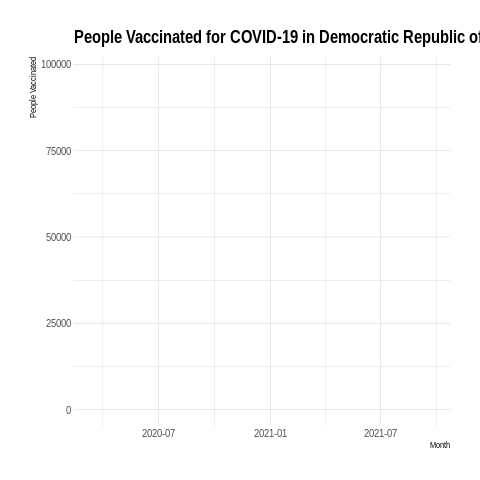 People Vaccinated for COVID-19 in Democratic Republic of
People Vaccinated
100000
75000
50000
25000
0
2020-07
2021-01
2021-07
Month